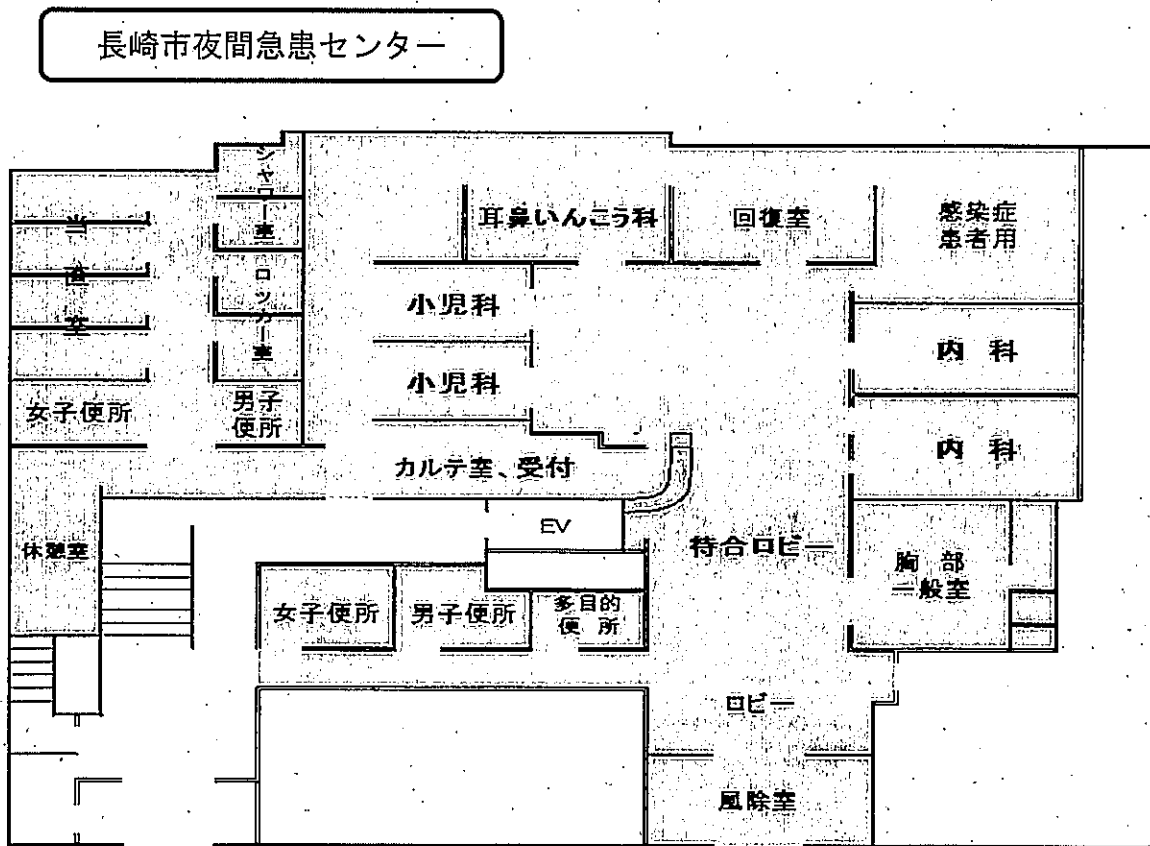 長崎市夜間急患センター
シャワー室
耳鼻いんこう科
回復室
感染症
患者用
当直室
ロッカー室
小児科
内科
小児科
女子便所
男子
便所
内科
カルテ室、受付
EV
待合ロビー
休憩室
胸部
一般室
女子便所
男子便所
多目的
便所
ロビー
風除室